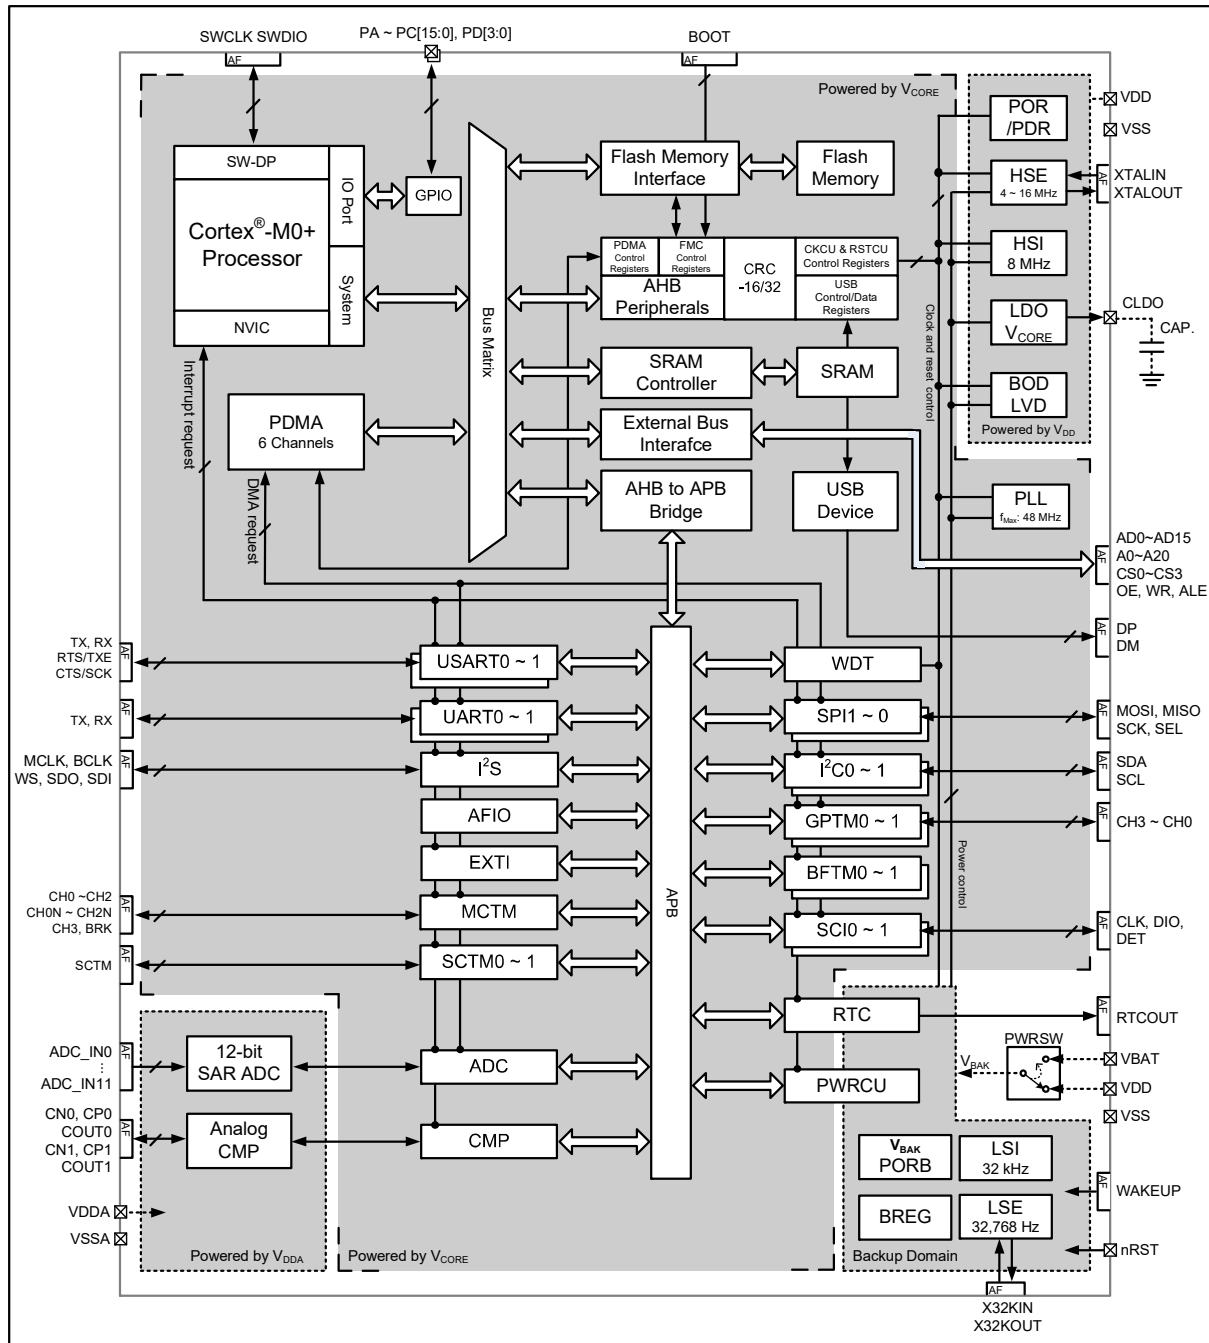 SWCLK SWDIO
PA ~ PC[15:0], PD[3:0]
BOOT
AF
AF
Powered by VCORE
POR
/PDR
VDD
VSS
SW-DP
IO Port
Cortex®-M0+
Processor
System
NVIC
GPIO
Bus Matrix
Flash Memory
Interface
Flash
Memory
HSE
4 ~ 16 MHz
AF
XTALIN
XTALOUT
PDMA
Control
Registers
FMC
Control
Registers
AHB
Peripherals
CRC
-16/32
CKCU & RSTCU
Control Registers
USB
Control/Data
Registers
HSI
8 MHz
Clock and reset control
LDO
VCORE
CLDO
CAP.
Interrupt request
SRAM
Controller
SRAM
BOD
LVD
Powered by VDD
PDMA
6 Channels
External Bus
Interafce
DMA request
AHB to APB
Bridge
USB
Device
PLL
fMax: 48 MHz
AF
AD0~AD15
A0~A20
CS0~CS3
OE, WR, ALE
TX, RX
RTS/TXE
CTS/SCK
AF
USART0 ~ 1
WDT
AF
DP
DM
TX, RX
AF
UART0 ~ 1
SPI1 ~ 0
AF
MOSI, MISO
SCK, SEL
MCLK, BCLK
WS, SDO, SDI
AF
I²S
I²C0 ~ 1
AF
SDA
SCL
AFIO
GPTM0 ~ 1
AF
CH3 ~ CH0
EXTI
APB
BFTM0 ~ 1
Power control
CH0 ~CH2
CH0N ~ CH2N
CH3, BRK
AF
MCTM
SCI0 ~ 1
AF
CLK, DIO,
DET
SCTM
AF
SCTM0 ~ 1
RTC
AF
RTCOUT
ADC_IN0
⋮
ADC_IN11
AF
12-bit
SAR ADC
ADC
PWRCU
VBAK
PWRSW
VBAT
VDD
VSS
CN0, CP0
COUT0
CN1, CP1
COUT1
AF
Analog
CMP
CMP
VBAK
PORB
LSI
32 kHz
BREG
LSE
32,768 Hz
AF
WAKEUP
VDDA
VSSA
Powered by VDDA
Powered by VCORE
Backup Domain
nRST
AF
X32KIN
X32KOUT